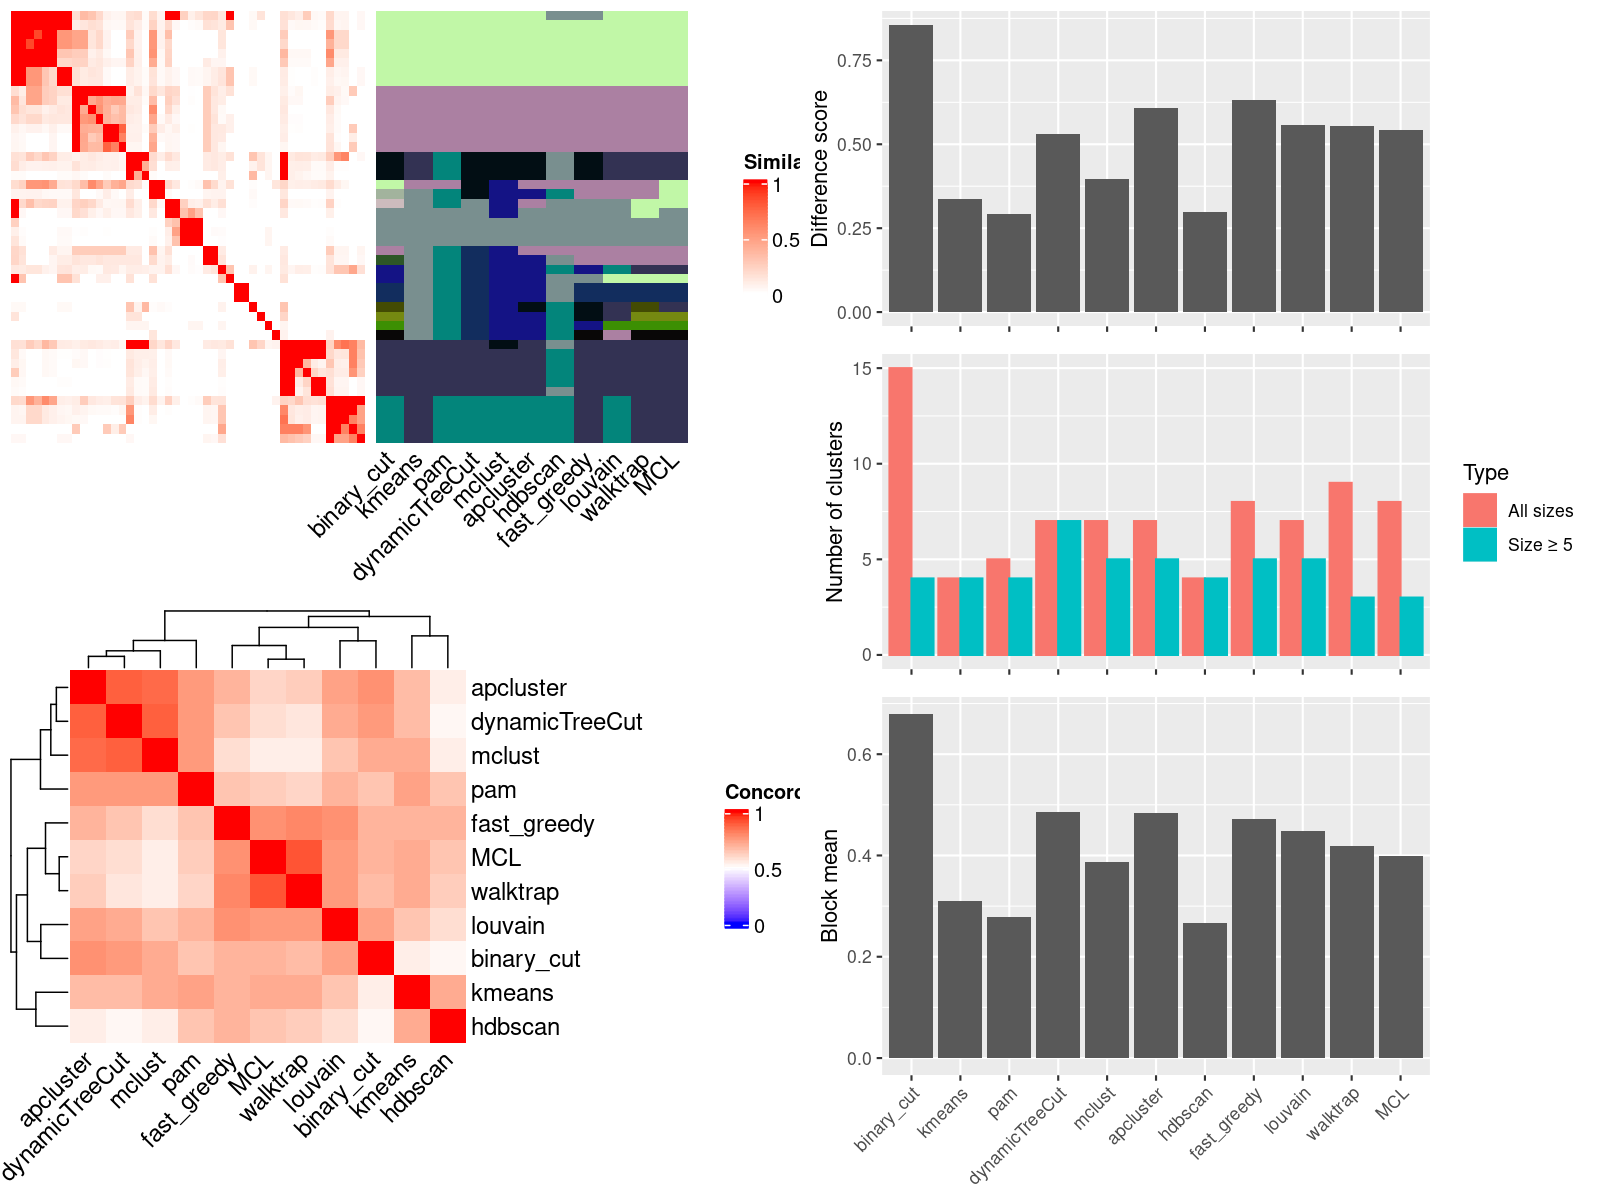 Simila
1
0.5
0
binary_cut
kmeans
pam
dynamicTreeCut
mclust
apcluster
hdbscan
fast_greedy
louvain
walktrap
MCL
apcluster
dynamicTreeCut
mclust
pam
fast_greedy
MCL
walktrap
louvain
binary_cut
kmeans
hdbscan
apcluster
dynamicTreeCut
mclust
pam
fast_greedy
MCL
walktrap
louvain
binary_cut
kmeans
hdbscan
Concord
1
0.5
0
Difference score
0.75
0.50
0.25
0.00
Number of clusters
15
10
5
0
Type
All sizes
Size ≥ 5
Block mean
0.6
0.4
0.2
0.0
binary_cut
kmeans
pam
dynamicTreeCut
mclust
apcluster
hdbscan
fast_greedy
louvain
walktrap
MCL